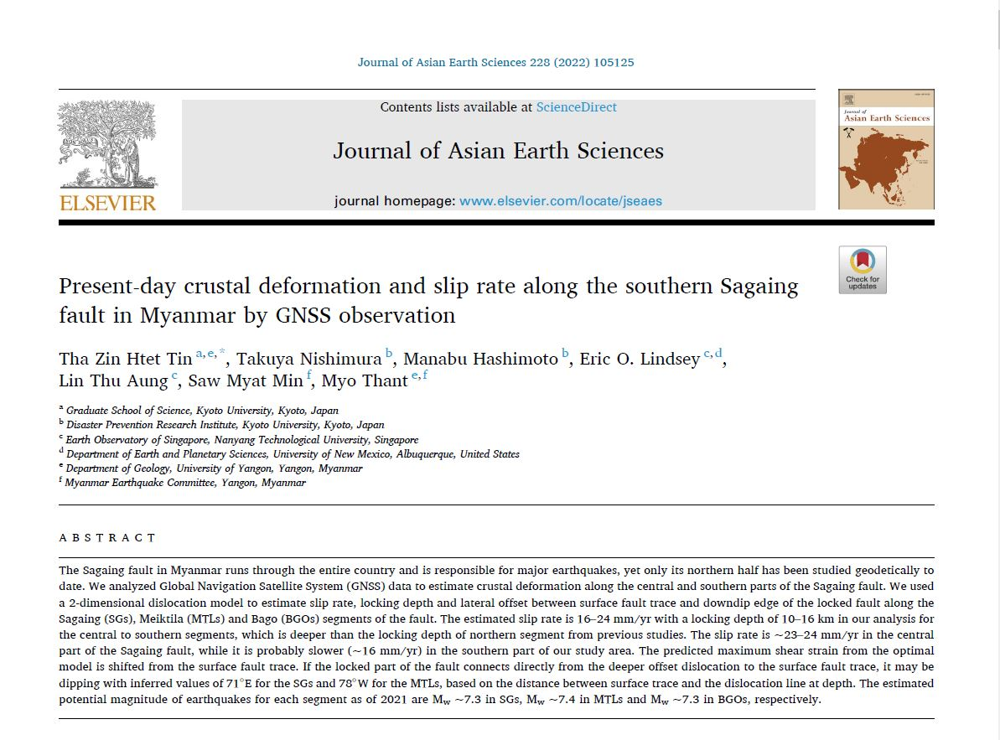 Journal of Asian Earth Sciences 228 (2022) 105125
Contents lists available at ScienceDirect
Journal of Asian Earth Sciences
journal homepage: www.elsevier.com/locate/jseaes
ELSEVIER
Journal of
Asian Earth Sciences
Check for
updates
Present-day crustal deformation and slip rate along the southern Sagaing
fault in Myanmar by GNSS observation
Tha Zin Htet Tin a,e,*, Takuya Nishimura b, Manabu Hashimoto b, Eric O. Lindsey c,d,
Lin Thu Aung c, Saw Myat Min f, Myo Thant e,f
a Graduate School of Science, Kyoto University, Kyoto, Japan
b Disaster Prevention Research Institute, Kyoto University, Kyoto, Japan
c Earth Observatory of Singapore, Nanyang Technological University, Singapore
d Department of Earth and Planetary Sciences, University of New Mexico, Albuquerque, United States
e Department of Geology, University of Yangon, Yangon, Myanmar
f Myanmar Earthquake Committee, Yangon, Myanmar
A B S T R A C T
The Sagaing fault in Myanmar runs through the entire country and is responsible for major earthquakes, yet only its northern half has been studied geodetically to
date. We analyzed Global Navigation Satellite System (GNSS) data to estimate crustal deformation along the central and southern parts of the Sagaing fault. We used
a 2-dimensional dislocation model to estimate slip rate, locking depth and lateral offset between surface fault trace and downdip edge of the locked fault along the
Sagaing (SGs), Meiktila (MTLs) and Bago (BGOs) segments of the fault. The estimated slip rate is 16–24 mm/yr with a locking depth of 10–16 km in our analysis for
the central to southern segments, which is deeper than the locking depth of northern segment from previous studies. The slip rate is ~23–24 mm/yr in the central
part of the Sagaing fault, while it is probably slower (~16 mm/yr) in the southern part of our study area. The predicted maximum shear strain from the optimal
model is shifted from the surface fault trace. If the locked part of the fault connects directly from the deeper offset dislocation to the surface fault trace, it may be
dipping with inferred values of 71°E for the SGs and 78°W for the MTLs, based on the distance between surface trace and the dislocation line at depth. The estimated
potential magnitude of earthquakes for each segment as of 2021 are Mw ~7.3 in SGs, Mw ~7.4 in MTLs and Mw ~7.3 in BGOs, respectively.